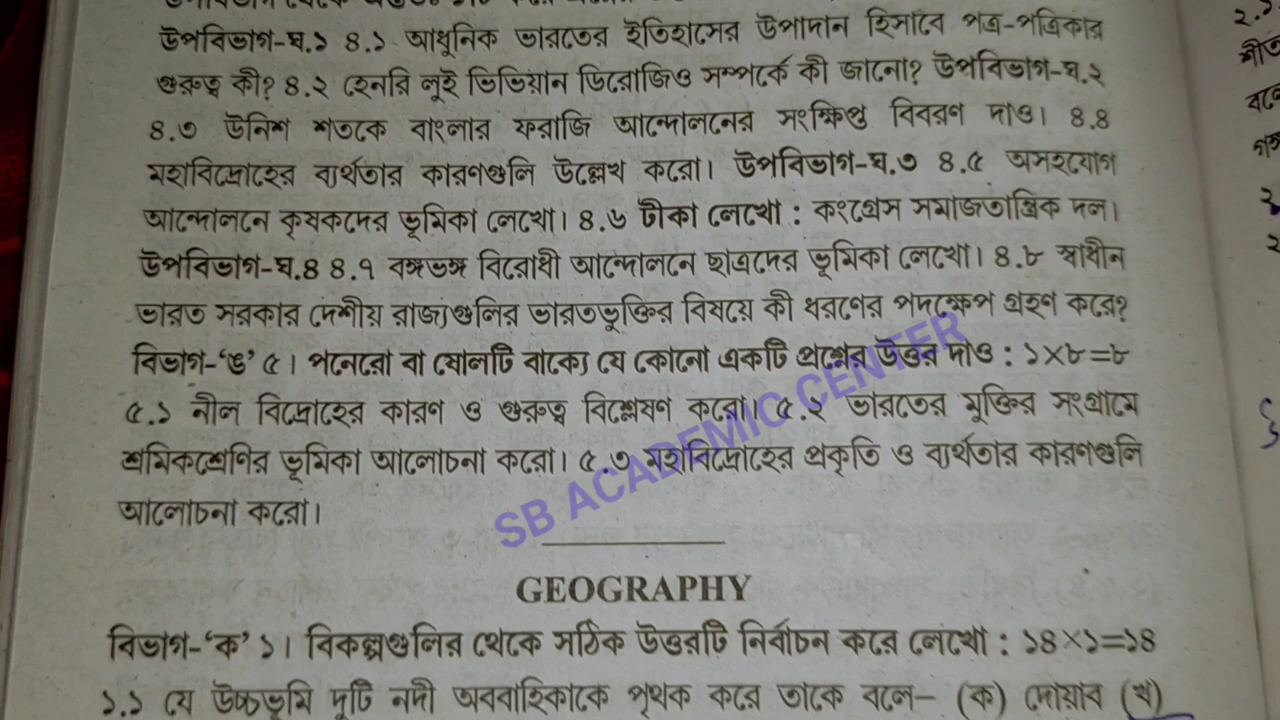 উপবিভাগ-ঘ.১ ৪.১ আধুনিক ভারতের ইতিহাসের উপাদান হিসাবে পত্র-পত্রিকার
গুরুত্ব কী? ৪.২ হেনরি লুই ভিভিয়ান ডিরোজিও সম্পর্কে কী জানো? উপবিভাগ-ঘ.২
৪.৩ উনিশ শতকে বাংলার ফরাজি আন্দোলনের সংক্ষিপ্ত বিবরণ দাও। ৪.৪
মহাবিদ্রোহের ব্যর্থতার কারণগুলি উল্লেখ করো। উপবিভাগ-ঘ.৩ ৪.৫ অসহযোগ
আন্দোলনে কৃষকদের ভূমিকা লেখো। ৪.৬ টীকা লেখো : কংগ্রেস সমাজতান্ত্রিক দল।
উপবিভাগ-ঘ.৪ ৪.৭ বঙ্গভঙ্গ বিরোধী আন্দোলনে ছাত্রদের ভূমিকা লেখো। ৪.৮ স্বাধীন
ভারত সরকার দেশীয় রাজ্যগুলির ভারতভুক্তির বিষয়ে কী ধরণের পদক্ষেপ গ্রহণ করে?
বিভাগ-‘ঙ’ ৫। পনেরো বা ষোলটি বাক্যে যে কোনো একটি প্রশ্নের উত্তর দাও : ১×৮=৮
৫.১ নীল বিদ্রোহের কারণ ও গুরুত্ব বিশ্লেষণ করো। ৫.২ ভারতের মুক্তির সংগ্রামে
শ্রমিকশ্রেণির ভূমিকা আলোচনা করো। ৫.৩ মহাবিদ্রোহের প্রকৃতি ও ব্যর্থতার কারণগুলি
আলোচনা করো।
SB ACADEMIC CENTER
GEOGRAPHY
বিভাগ-‘ক’ ১। বিকল্পগুলির থেকে সঠিক উত্তরটি নির্বাচন করে লেখো : ১৪×১=১৪
১.১ যে উচ্চভূমি দুটি নদী অববাহিকাকে পৃথক করে তাকে বলে– (ক) দোয়াব (খ)